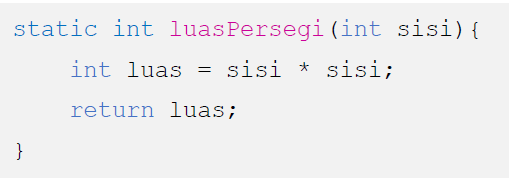 static int luasPersegi(int sisi){
    int luas = sisi * sisi;
    return luas;
}